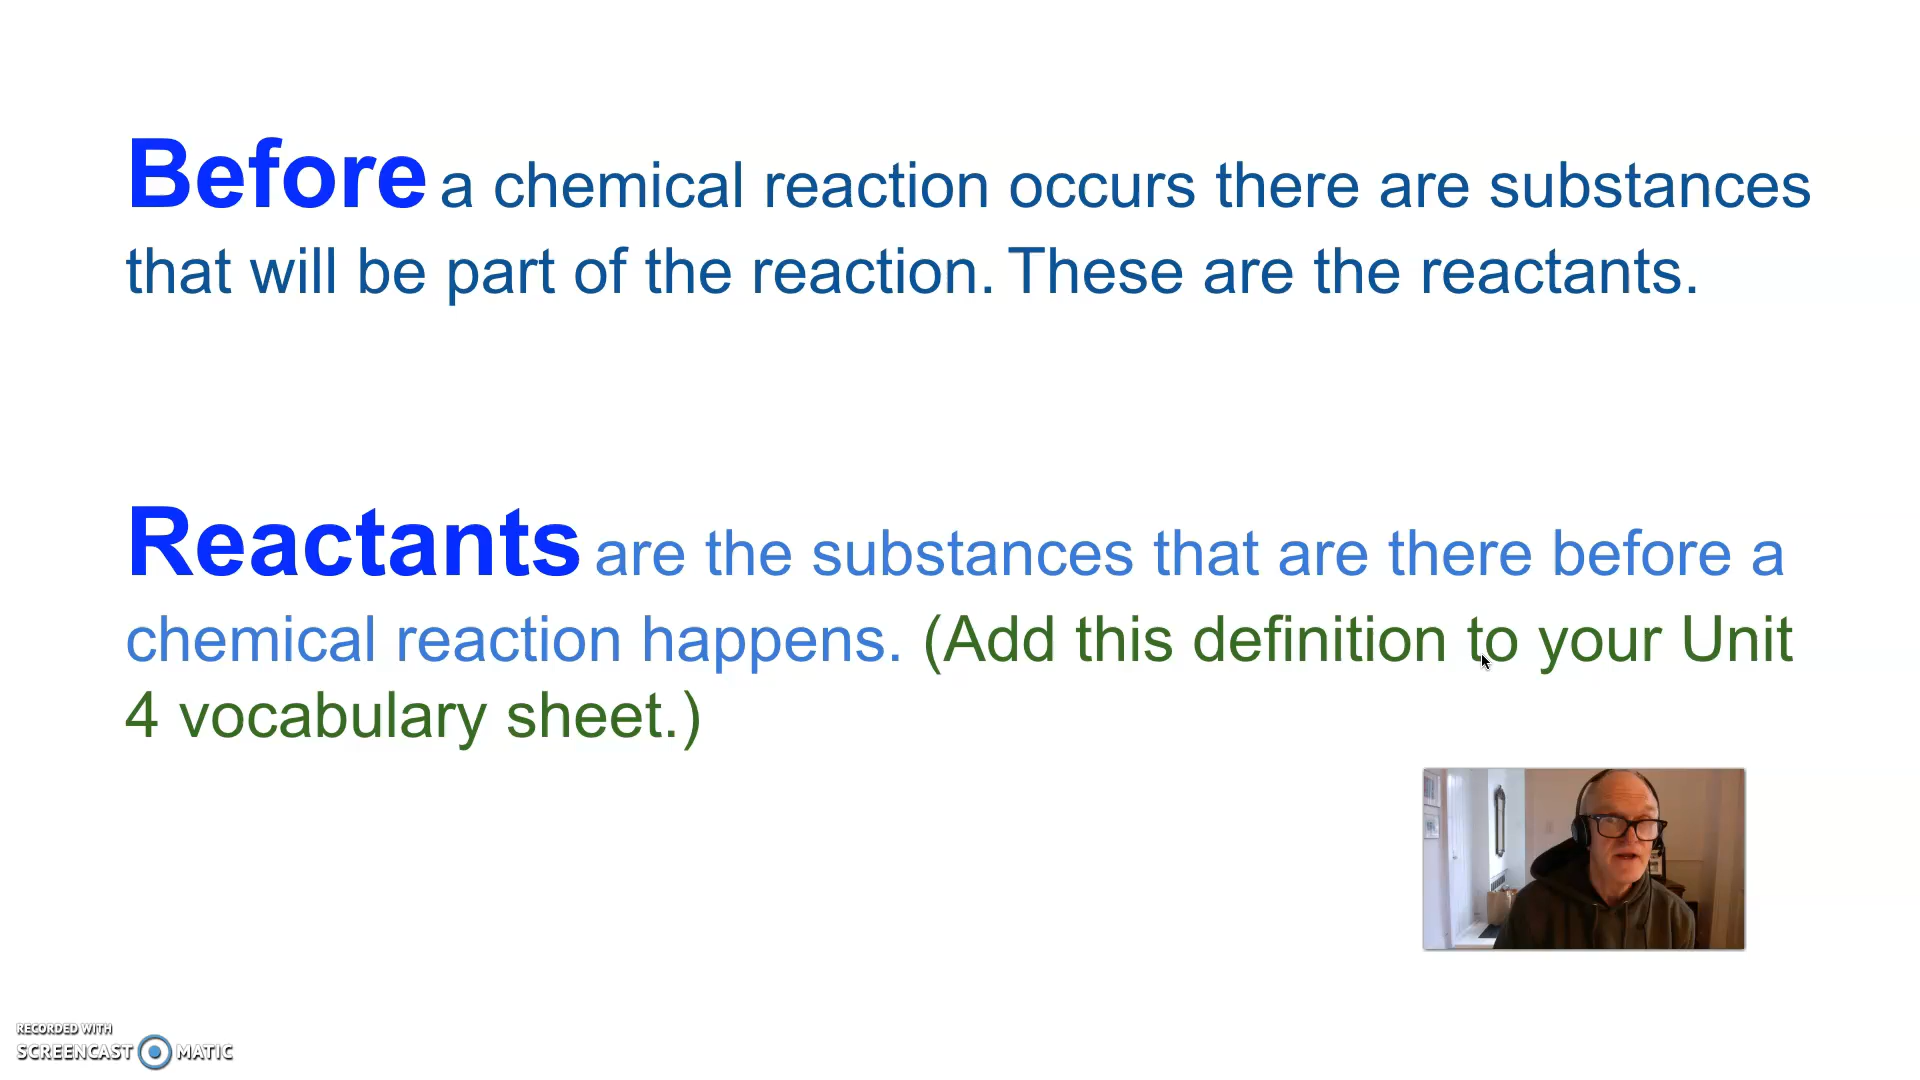 Before a chemical reaction occurs there are substances
that will be part of the reaction. These are the reactants.
Reactants are the substances that are there before a
chemical reaction happens. (Add this definition to your Unit
4 vocabulary sheet.)
RECORDED WITH
SCREENCAST MATIC